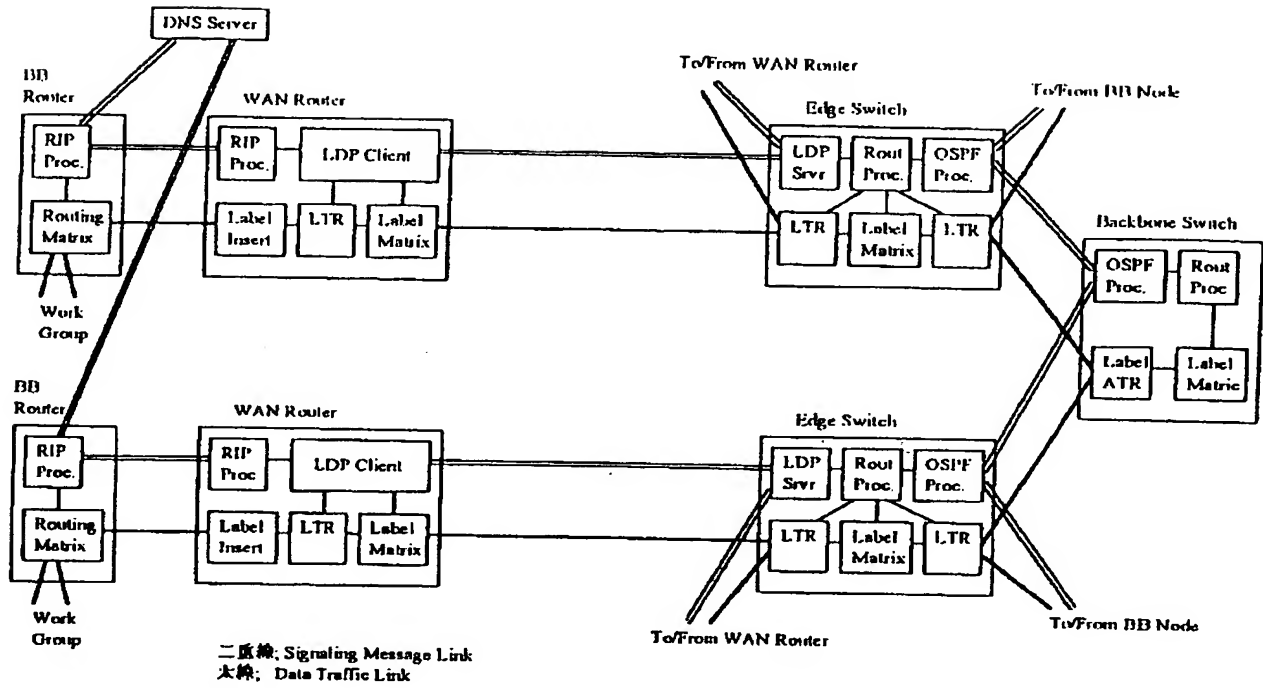 DNS Server
BB
Router
WAN Router
RIP
Proc.
RIP
Proc.
LDP Client
Routing
Matrix
Label
Insert
LTR
Label
Matrix
Work
Group
To/From WAN Router
To/From BB Node
Edge Switch
LDP
Srvr
Rout
Proc.
OSPF
Proc.
LTR
Label
Matrix
LTR
Backbone Switch
OSPF
Proc.
Rout
Proc
Label
ATR
Label
Matric
BB
Router
WAN Router
RIP
Proc.
RIP
Proc
LDP Client
Routing
Matrix
Label
Insert
LTR
Label
Matrix
Work
Group
Edge Switch
LDP
Srvr
Rout
Proc.
OSPF
Proc.
LTR
Label
Matrix
LTR
To/From WAN Router
To/From BB Node
二重線; Signaling Message Link
太線; Data Traffic Link